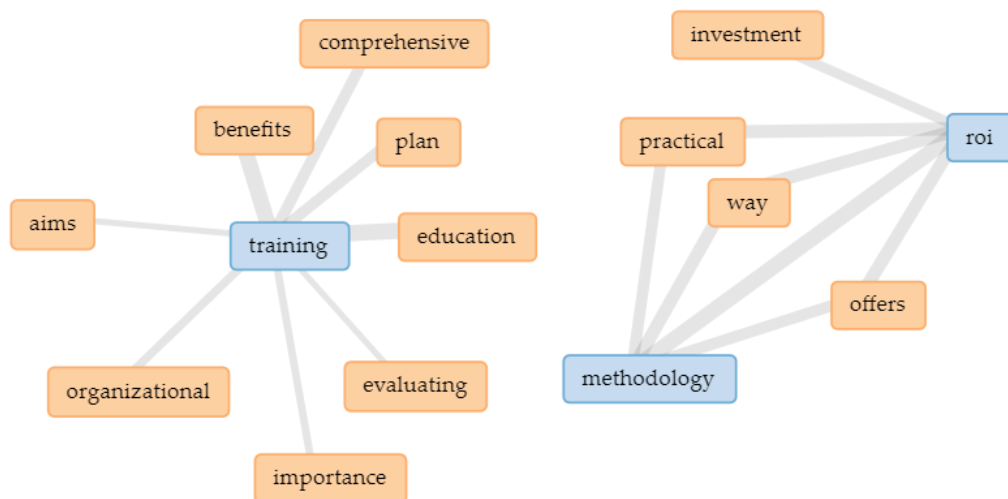 comprehensive
benefits
plan
aims
training
education
organizational
evaluating
importance
investment
practical
roi
way
offers
methodology